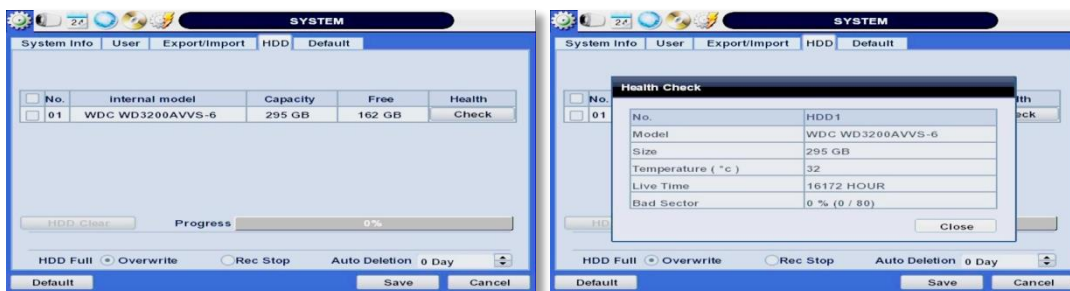 SYSTEM
System Info User Export/Import HDD Default
No. Internal model Capacity Free Health
01 WDC WD3200AVVS-6 295 GB 162 GB Check
HDD Clear Progress 0%
HDD Full Overwrite Rec Stop Auto Deletion 0 Day
Default Save Cancel
SYSTEM
System Info User Export/Import HDD Default
Health Check
No. lth
01 eck
No. HDD1
Model WDC WD3200AVVS-6
Size 295 GB
Temperature ( °c ) 32
Live Time 16172 HOUR
Bad Sector 0 % (0 / 80)
HD
Close
HDD Full Overwrite Rec Stop Auto Deletion 0 Day
Default Save Cancel